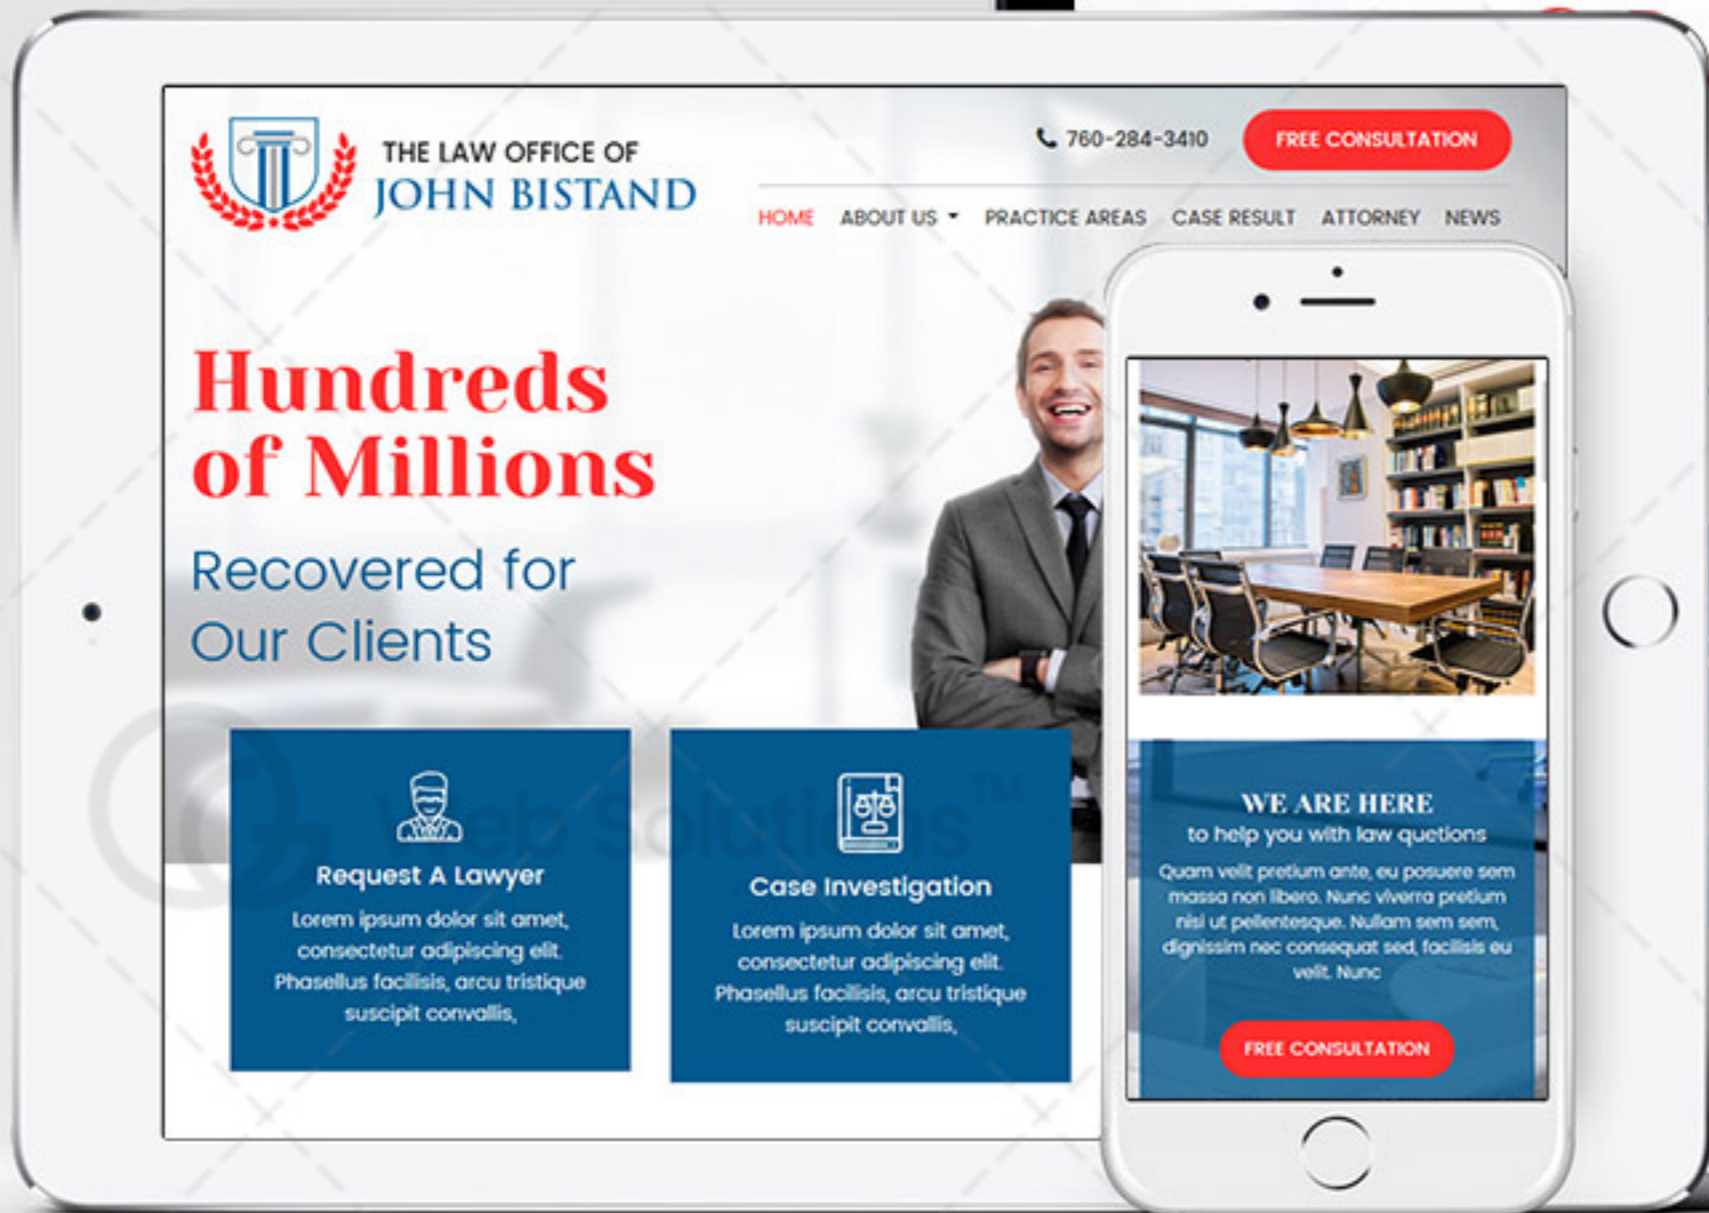 THE LAW OFFICE OF
JOHN BISTAND
760-284-3410
FREE CONSULTATION
HOME ABOUT US PRACTICE AREAS CASE RESULT ATTORNEY NEWS
Hundreds
of Millions
Recovered for
Our Clients
Request A Lawyer
Lorem ipsum dolor sit amet,
consectetur adipiscing elit.
Phasellus facilisis, arcu tristique
suscipit convallis,
Case Investigation
Lorem ipsum dolor sit amet,
consectetur adipiscing elit.
Phasellus facilisis, arcu tristique
suscipit convallis,
WE ARE HERE
to help you with law quetions
Quam velit pretium ante, eu posuere sem
massa non libero. Nunc viverra pretium
nisi ut pellentesque. Nullam sem sem,
dignissim nec consequat sed, facilisis eu
velit. Nunc
FREE CONSULTATION
Web Solutions™